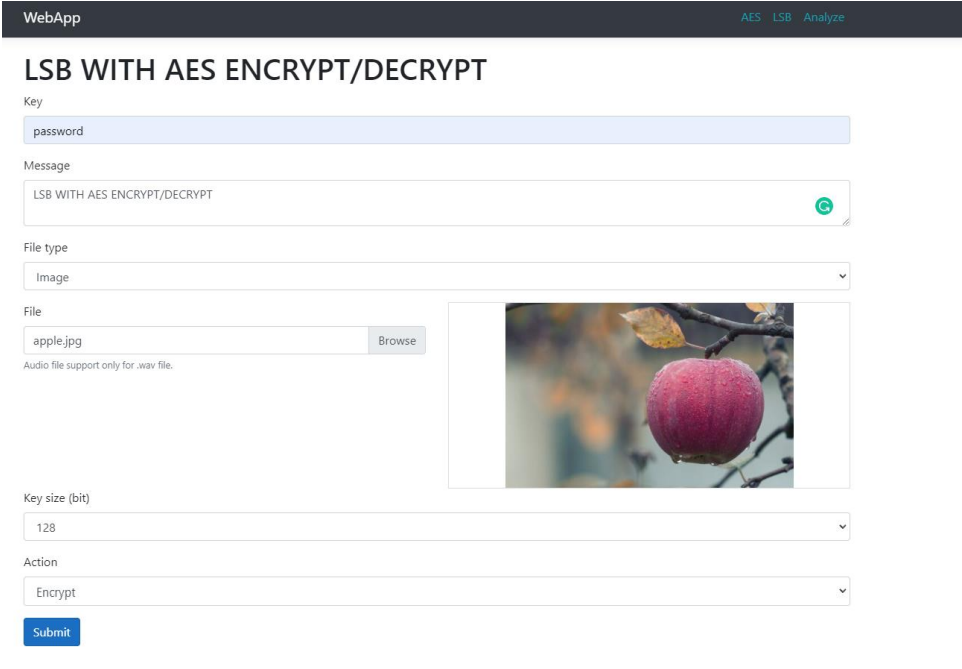 WebApp AES LSB Analyze
LSB WITH AES ENCRYPT/DECRYPT
Key
password
Message
LSB WITH AES ENCRYPT/DECRYPT
File type
Image
File
apple.jpg Browse
Audio file support only for .wav file.
Key size (bit)
128
Action
Encrypt
Submit